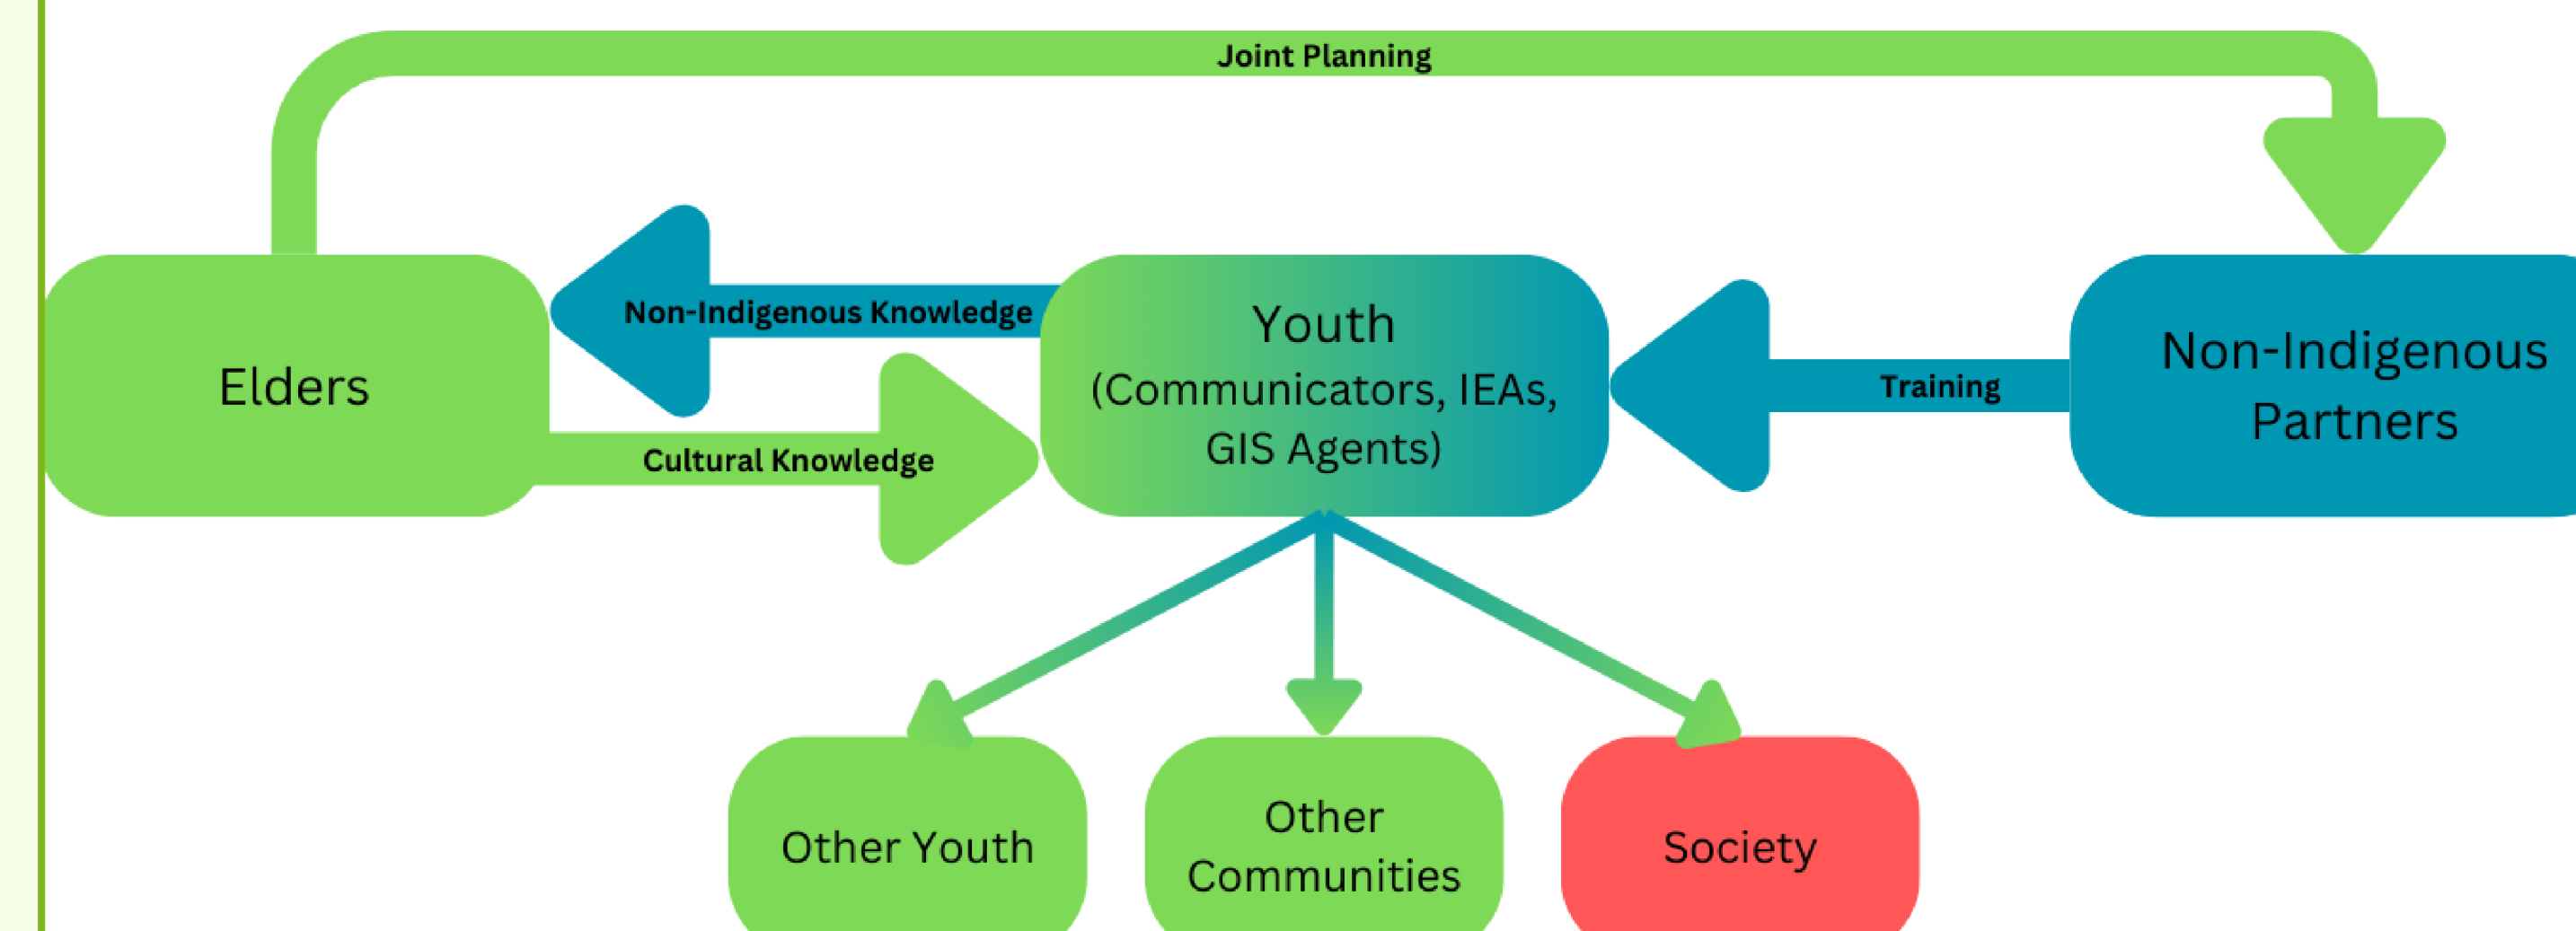 Joint Planning
Non-Indigenous Knowledge
Elders
Cultural Knowledge
Youth
(Communicators, IEAs,
GIS Agents)
Training
Non-Indigenous
Partners
Other Youth
Other
Communities
Society